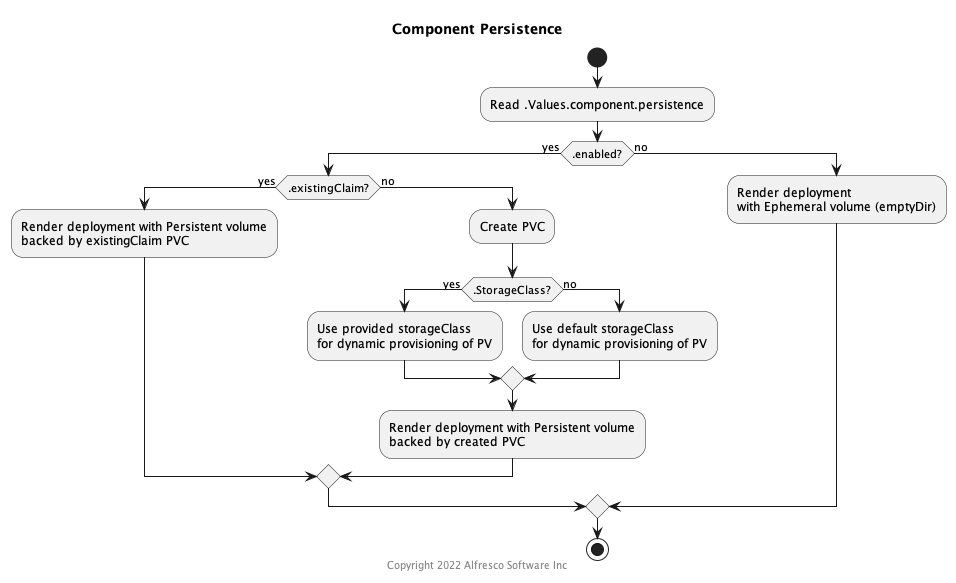 Component Persistence
Read .Values.component.persistence
yes
.enabled?
no
yes
.existingClaim?
no
Render deployment
with Ephemeral volume (emptyDir)
Render deployment with Persistent volume
backed by existingClaim PVC
Create PVC
yes
.StorageClass?
no
Use provided storageClass
for dynamic provisioning of PV
Use default storageClass
for dynamic provisioning of PV
Render deployment with Persistent volume
backed by created PVC
Copyright 2022 Alfresco Software Inc